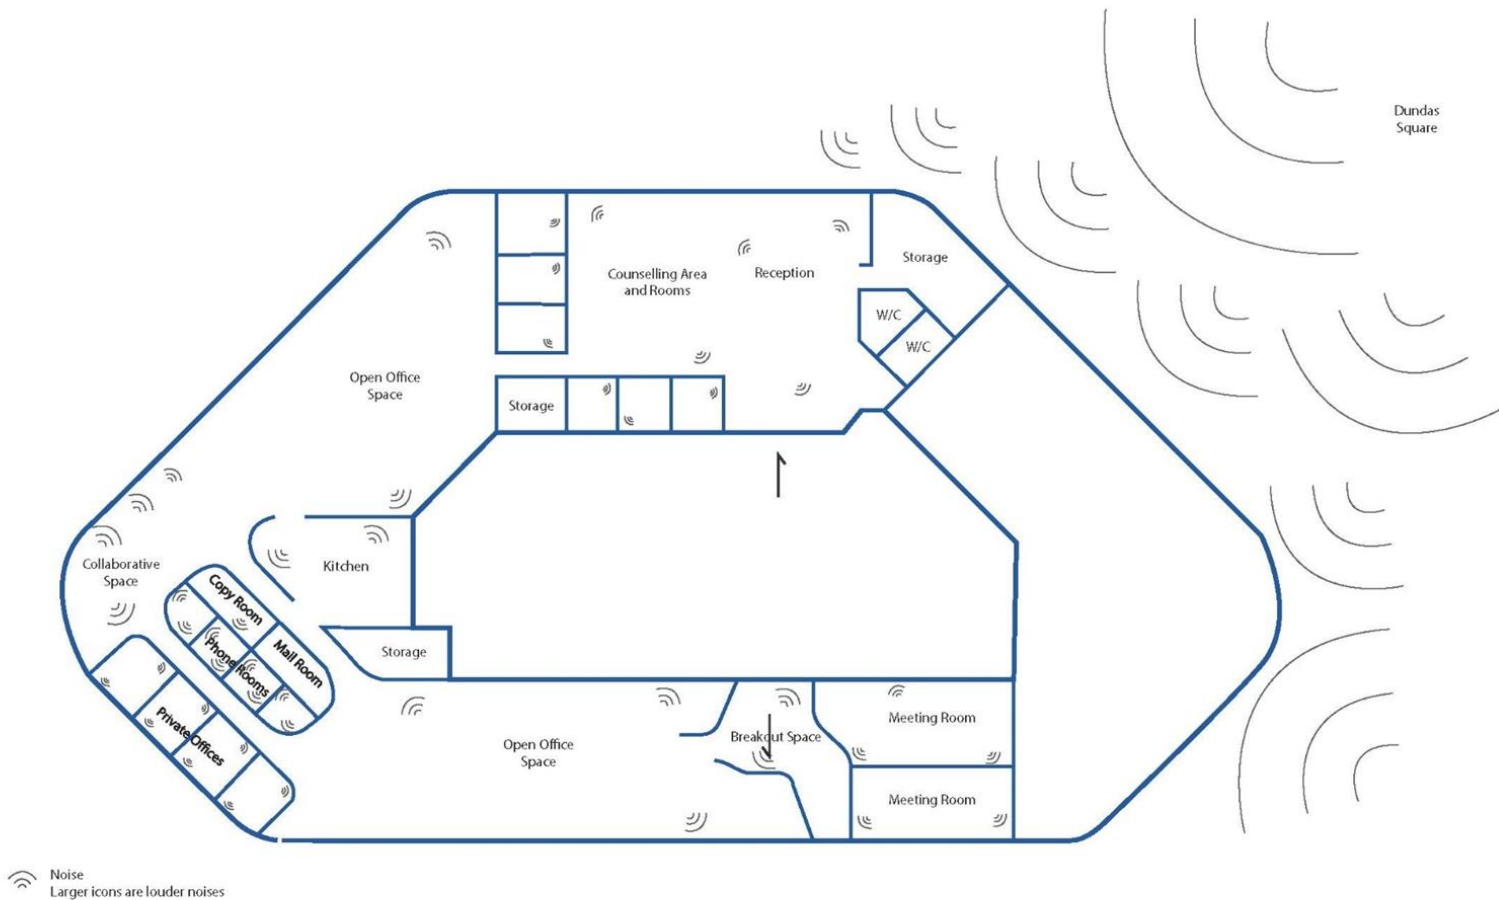 Dundas
Square
Storage
Counselling Area
and Rooms
Reception
W/C
W/C
Open Office
Space
Storage
Collaborative
Space
Kitchen
Copy Room
Mail Room
Phone Rooms
Storage
Private Offices
Open Office
Space
Breakout Space
Meeting Room
Meeting Room
Noise
Larger icons are louder noises